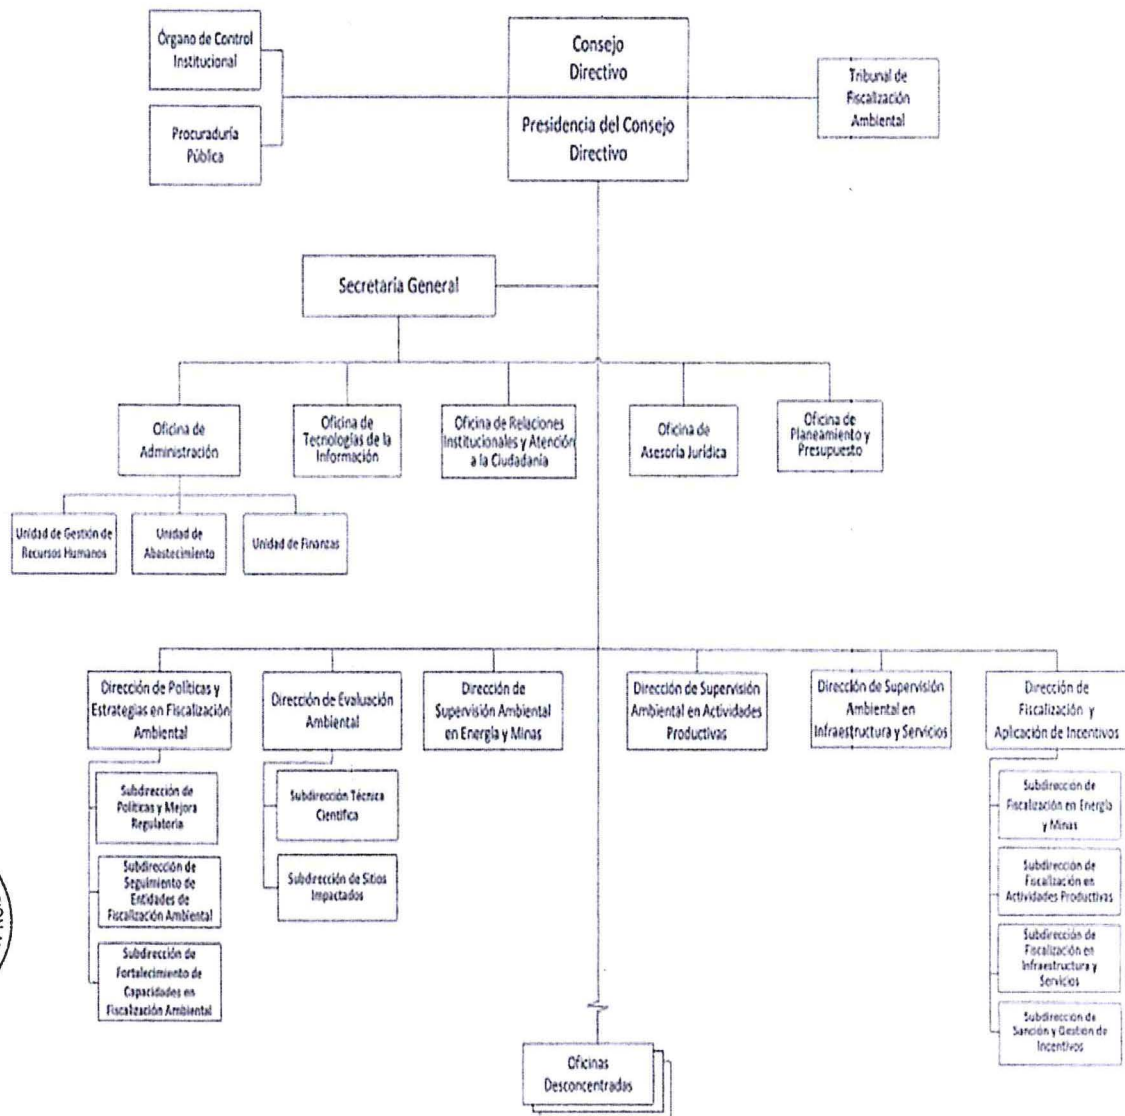 Órgano de Control
Institucional
Procuraduría
Pública
Consejo
Directivo
Presidencia del Consejo
Directivo
Tribunal de
Fiscalización
Ambiental
Secretaría General
Oficina de
Administración
Oficina de
Tecnologías de la
Información
Oficina de Relaciones
Institucionales y Atención
a la Ciudadanía
Oficina de
Asesoría Jurídica
Oficina de
Planeamiento y
Presupuesto
Unidad de Gestión de
Recursos Humanos
Unidad de
Abastecimiento
Unidad de Finanzas
Dirección de Políticas y
Estrategias en Fiscalización
Ambiental
Dirección de Evaluación
Ambiental
Dirección de
Supervisión Ambiental
en Energía y Minas
Dirección de Supervisión
Ambiental en Actividades
Productivas
Dirección de Supervisión
Ambiental en
Infraestructura y Servicios
Dirección de
Fiscalización y
Aplicación de Incentivos
Subdirección de
Políticas y Mejora
Regulatoria
Subdirección de
Seguimiento de
Entidades de
Fiscalización Ambiental
Subdirección de
Fortalecimiento de
Capacidades en
Fiscalización Ambiental
Subdirección Técnica
Científica
Subdirección de Sitios
Impactados
Subdirección de
Fiscalización en Energía
y Minas
Subdirección de
Fiscalización en
Actividades Productivas
Subdirección de
Fiscalización en
Infraestructura y
Servicios
Subdirección de
Sanción y Gestión de
Incentivos
Oficinas
Desconcentradas